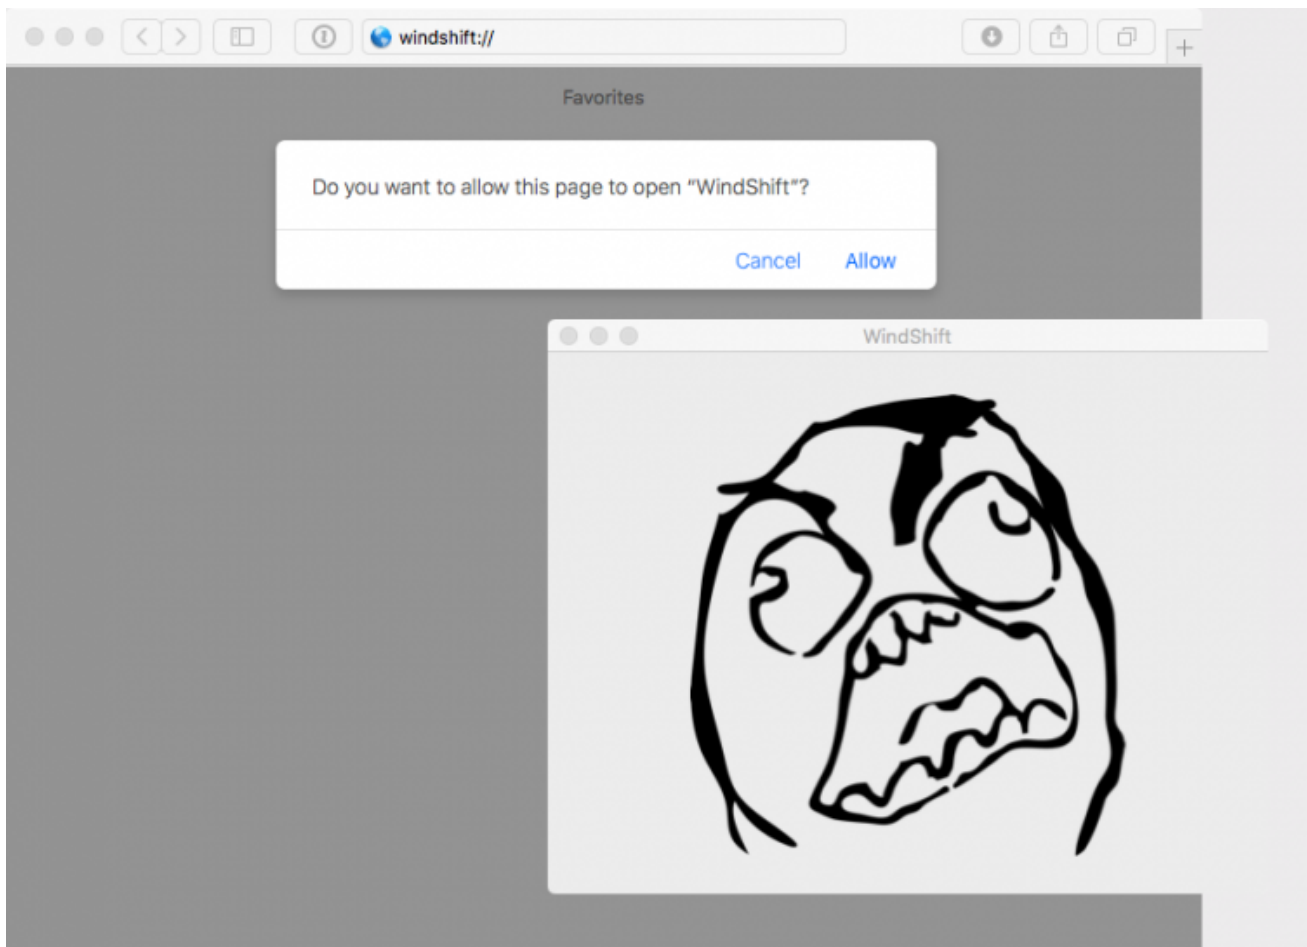 windshift://
Favorites
Do you want to allow this page to open “WindShift”?
Cancel Allow
WindShift